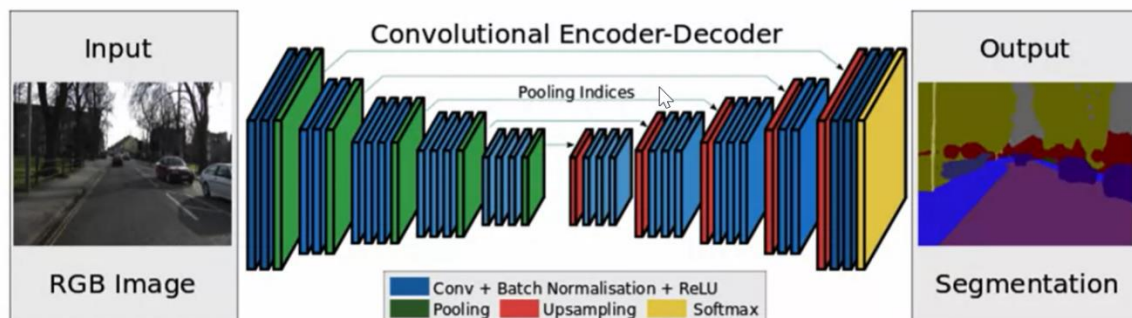 Input
Convolutional Encoder-Decoder
Output
Pooling Indices
RGB Image
Segmentation
Conv + Batch Normalisation + ReLU
Pooling
Upsampling
Softmax